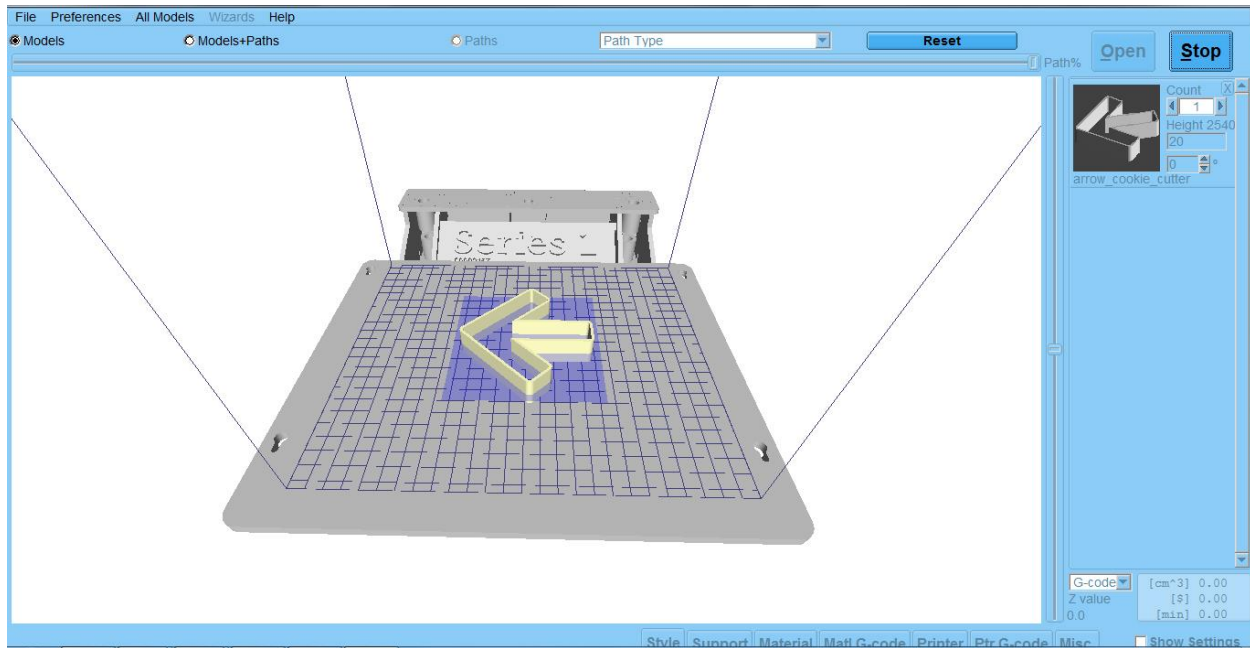 File Preferences All Models Wizards Help
Models Models+Paths Paths Path Type Reset
Path%
Open Stop
Count X
1
Height 2540
20
0 °
arrow_cookie_cutter
Series 1
G-code
Z value
0.0
[cm^3] 0.00
[$] 0.00
[min] 0.00
Style Support Material Matl G-code Printer Ptr G-code Misc Show Settings